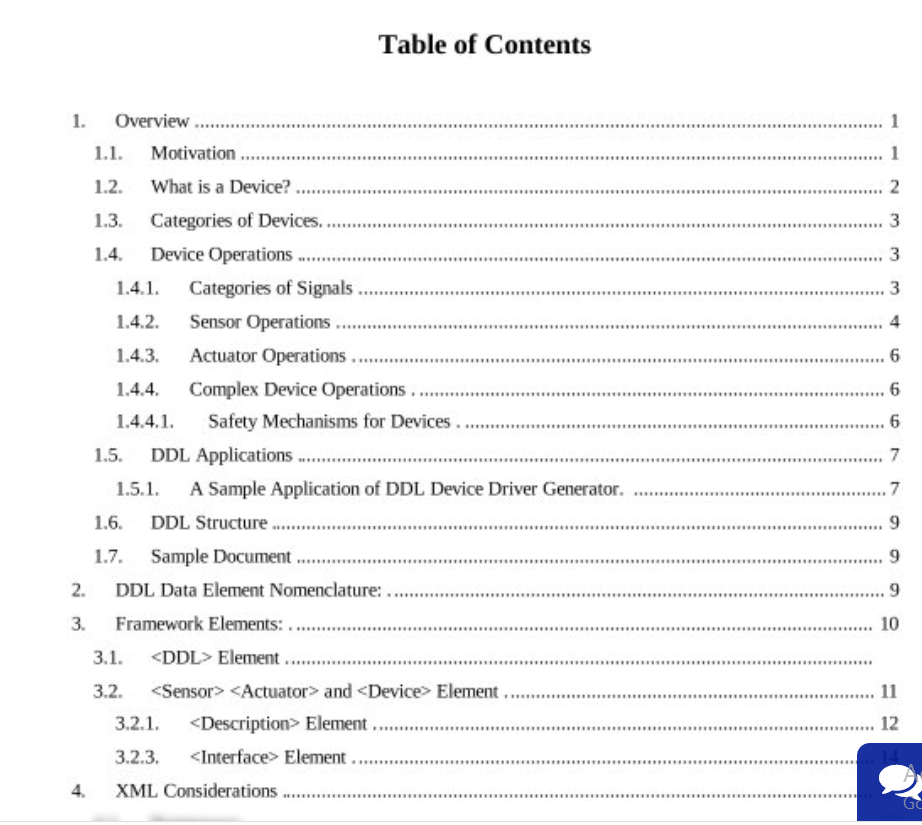 Table of Contents
1. Overview ........................................ 1
1.1. Motivation ........................................ 1
1.2. What is a Device? ........................................ 2
1.3. Categories of Devices. ........................................ 3
1.4. Device Operations ........................................ 3
1.4.1. Categories of Signals ........................................ 3
1.4.2. Sensor Operations ........................................ 4
1.4.3. Actuator Operations ........................................ 6
1.4.4. Complex Device Operations ........................................ 6
1.4.4.1. Safety Mechanisms for Devices ........................................ 6
1.5. DDL Applications ........................................ 7
1.5.1. A Sample Application of DDL Device Driver Generator. ........................................ 7
1.6. DDL Structure ........................................ 9
1.7. Sample Document ........................................ 9
2. DDL Data Element Nomenclature: ........................................ 9
3. Framework Elements: ........................................ 10
3.1. <DDL> Element ........................................
3.2. <Sensor> <Actuator> and <Device> Element ........................................ 11
3.2.1. <Description> Element ........................................ 12
3.2.3. <Interface> Element ........................................ 14
4. XML Considerations ........................................